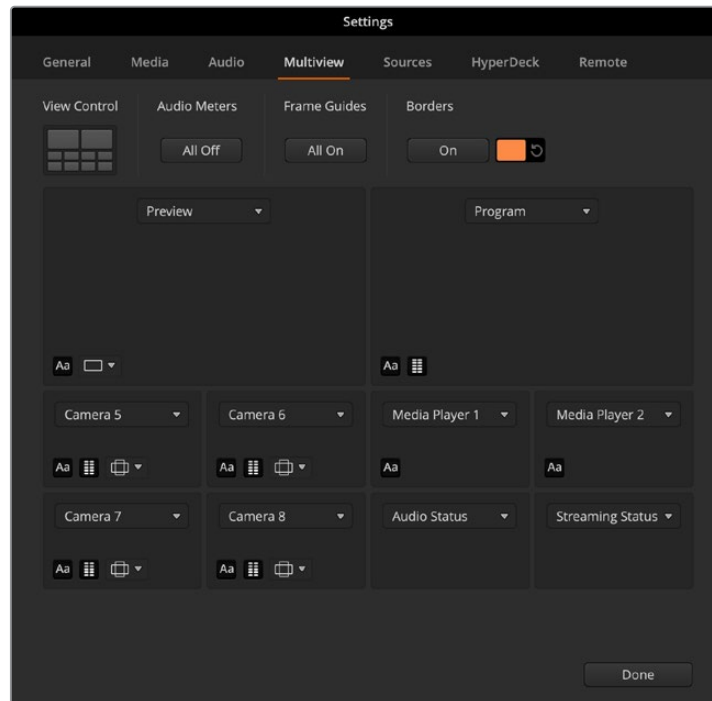 Settings
General Media Audio Multiview Sources HyperDeck Remote
View Control Audio Meters Frame Guides Borders
All Off All On On
Preview Program
Aa Aa
Camera 5 Camera 6 Media Player 1 Media Player 2
Aa Aa Aa Aa
Camera 7 Camera 8 Audio Status Streaming Status
Aa Aa
Done